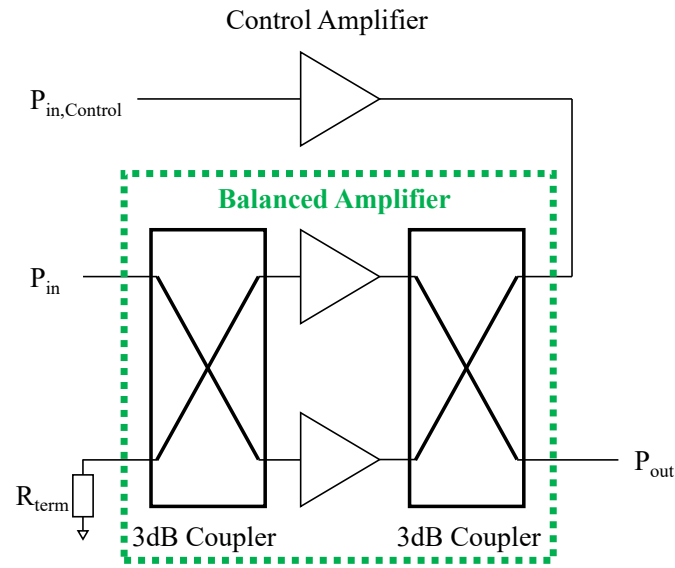 Control Amplifier
P_in,Control
Balanced Amplifier
P_in
P_out
R_term
3dB Coupler
3dB Coupler